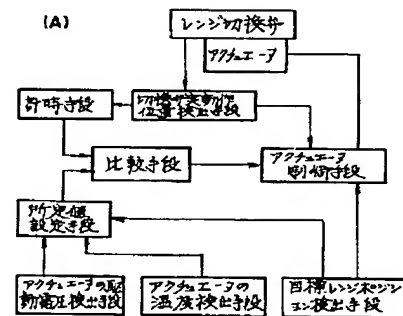 (A)
レンジ切換弁
アクチュエータ
計時手段
切換弁実動作
位置検出手段
比較手段
アクチュエータ
制御手段
所定値
設定手段
アクチュエータの駆
動電圧検出手段
アクチュエータの
温度検出手段
目標レンジポジシ
ョン検出手段